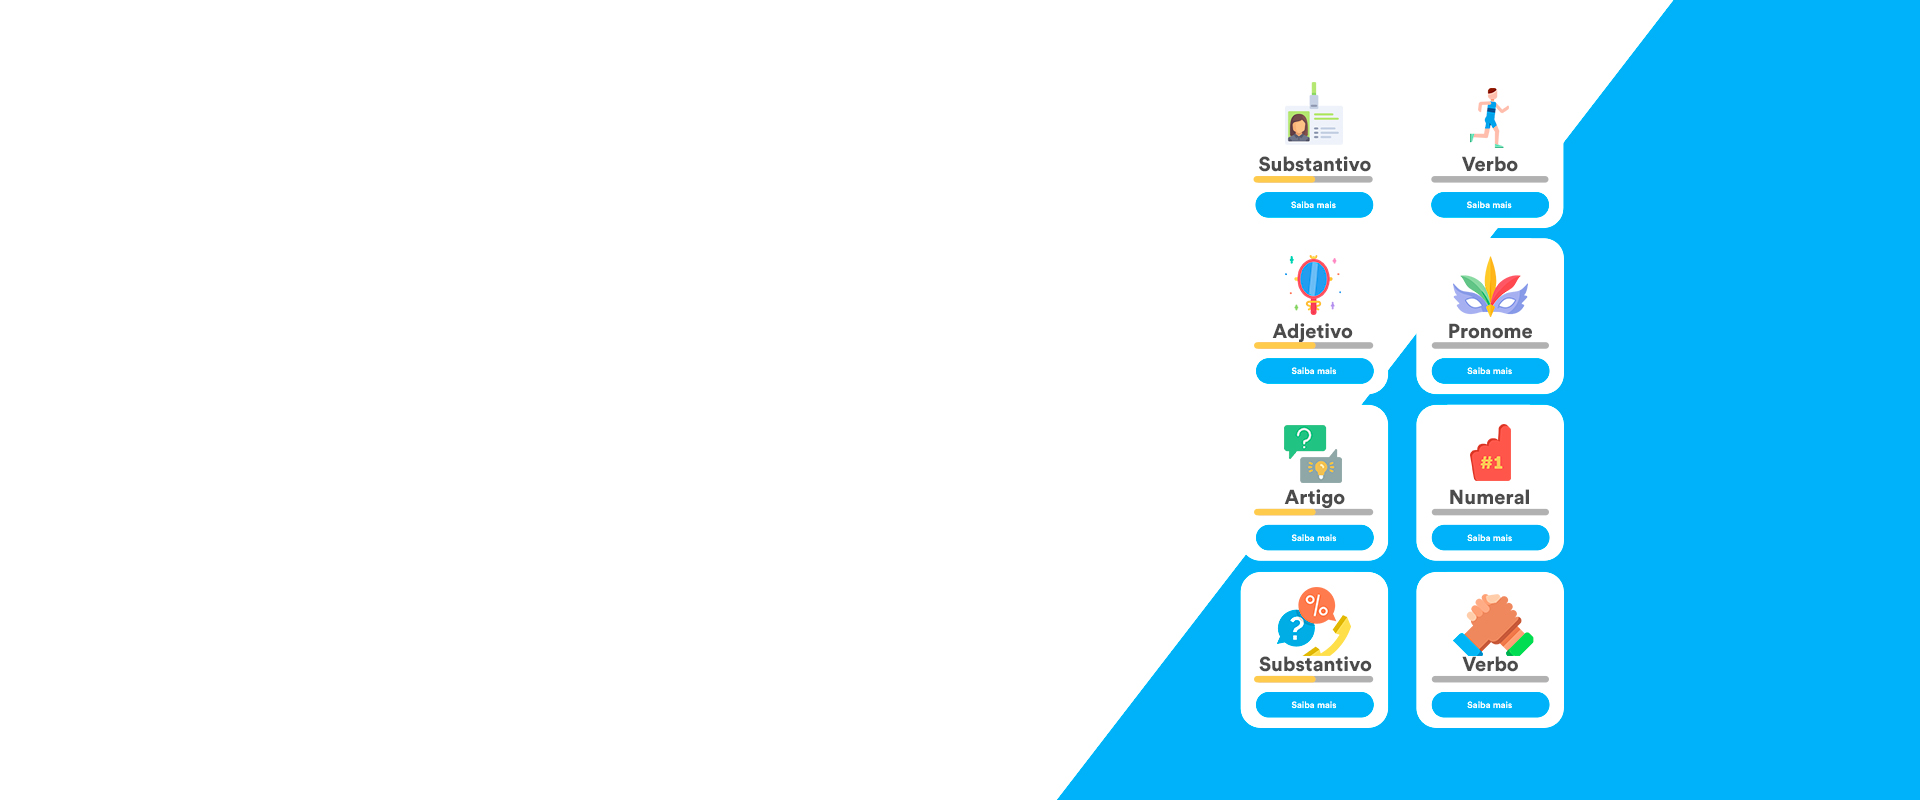 Substantivo
Saiba mais
Verbo
Saiba mais
Adjetivo
Saiba mais
Pronome
Saiba mais
?
Artigo
Saiba mais
#1
Numeral
Saiba mais
%
?
Substantivo
Saiba mais
Verbo
Saiba mais